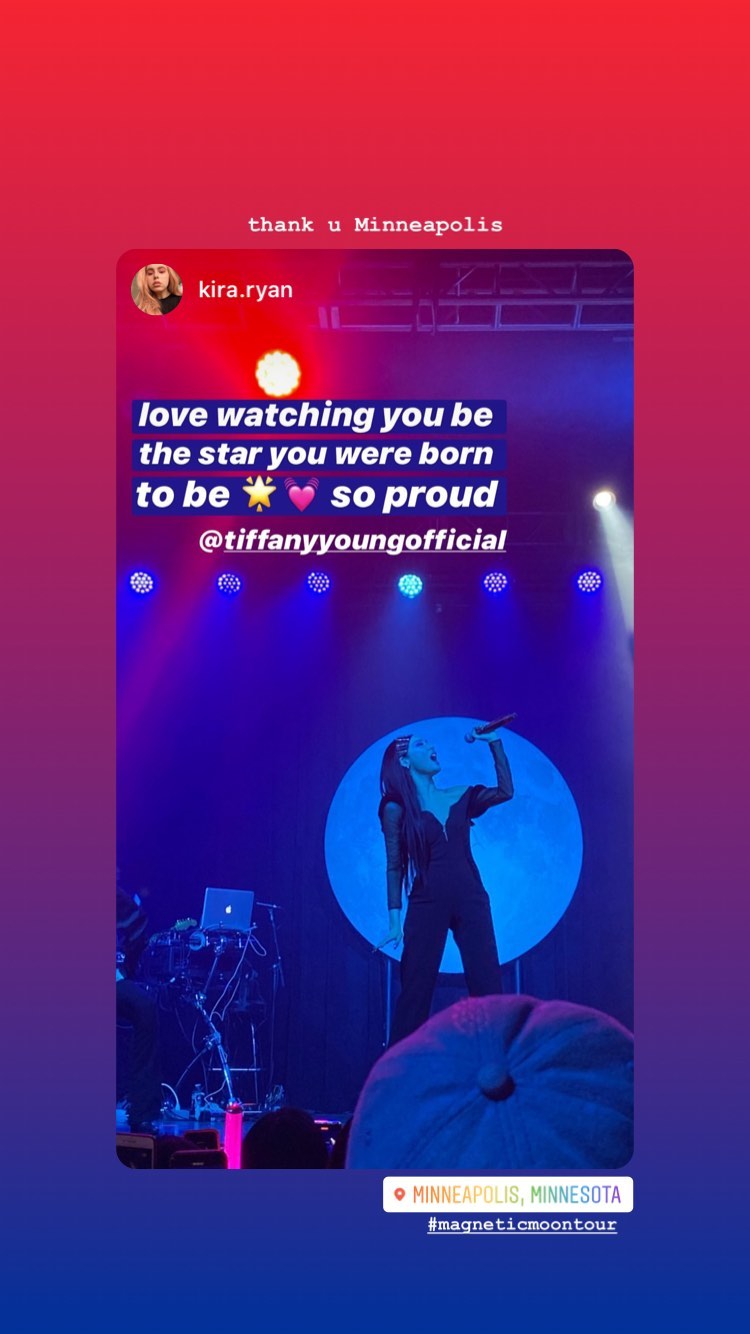 thank u Minneapolis
kira.ryan
love watching you be
the star you were born
to be 🌟 💓 so proud
@tiffanyyoungofficial
MINNEAPOLIS, MINNESOTA
#magneticmoontour